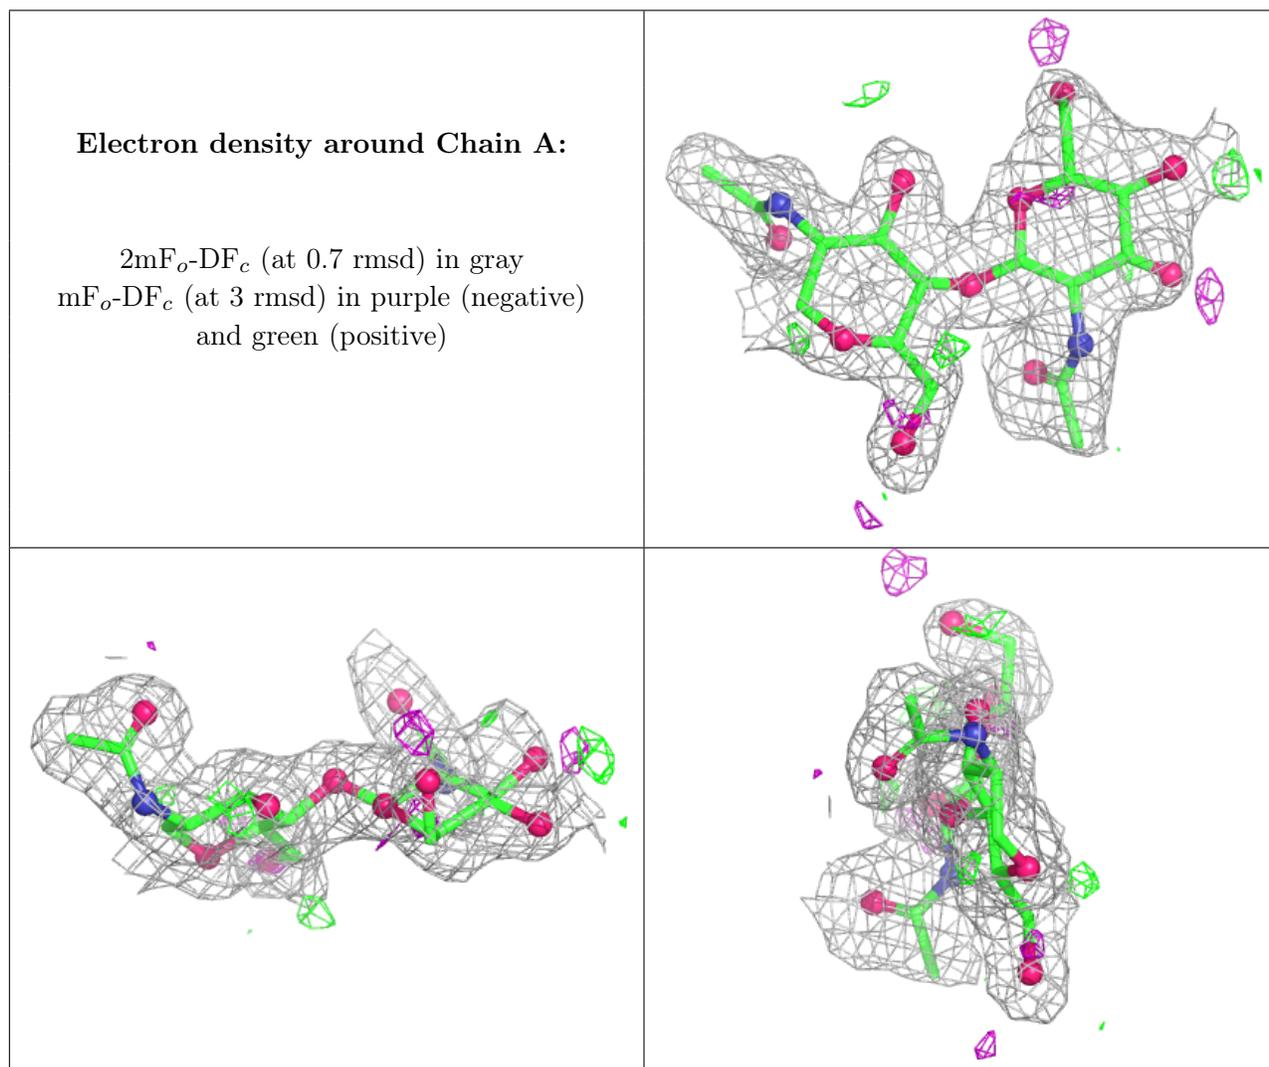 Electron density around Chain A:
2mFo-DFc (at 0.7 rmsd) in gray
mFo-DFc (at 3 rmsd) in purple (negative)
and green (positive)